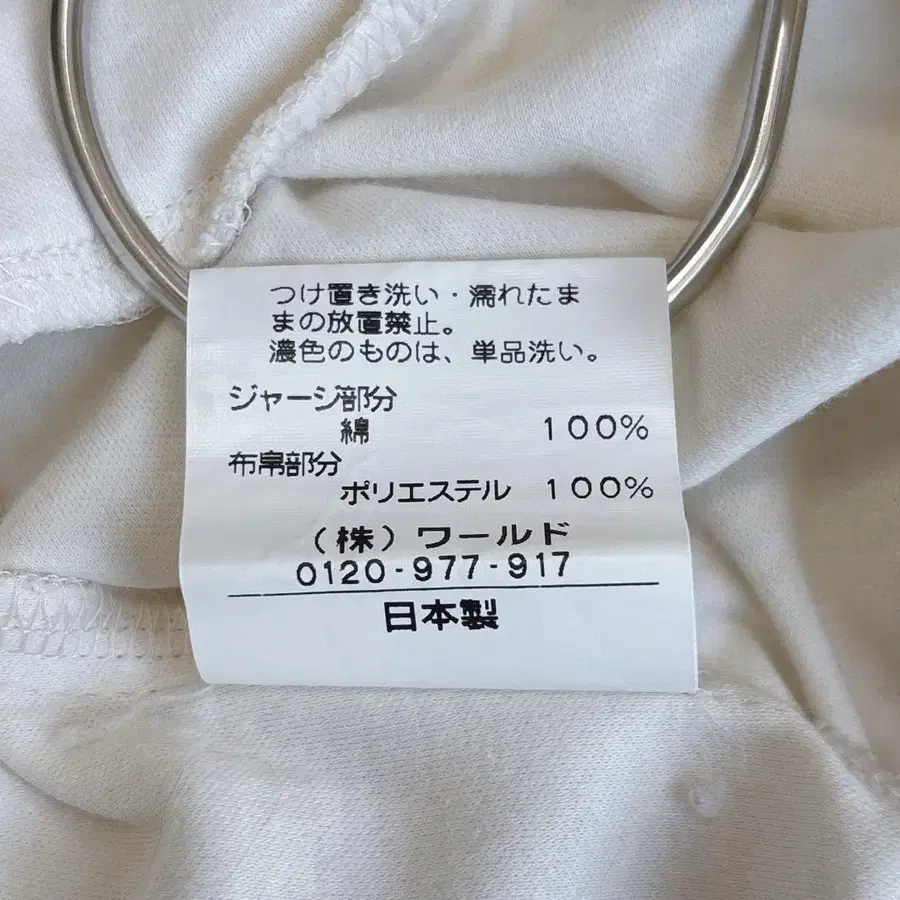 つけ置き洗い・濡れたま
まの放置禁止。
濃色のものは、単品洗い。
ジャージ部分
綿 100%
布帛部分
ポリエステル 100%
（株）ワールド
0120-977-917
日本製